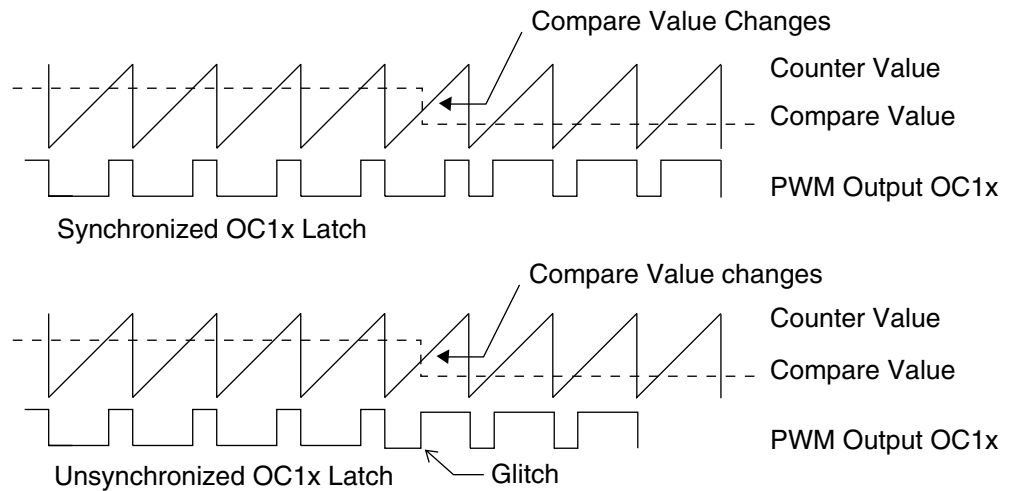 Compare Value Changes
Counter Value
Compare Value
PWM Output OC1x
Synchronized OC1x Latch
Compare Value changes
Counter Value
Compare Value
PWM Output OC1x
Unsynchronized OC1x Latch
Glitch